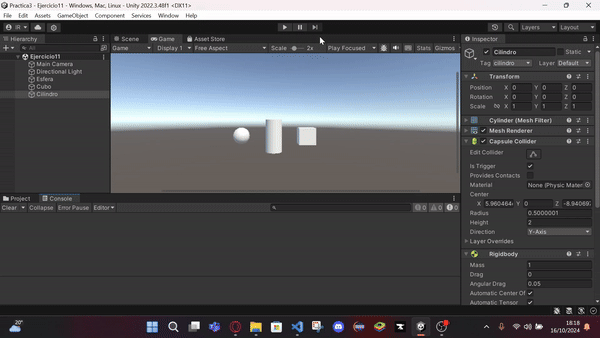 Practica3 - Ejercicio11 - Windows, Mac, Linux - Unity 2022.3.48f1 <DX11>
File Edit Assets GameObject Component Services Window Help
IR
Layers Layout
Hierarchy
All
Ejercicio11
Main Camera
Directional Light
Esfera
Cubo
Cilindro
Scene Game Asset Store
Game Display 1 Free Aspect Scale 2x Play Focused Stats Gizmos
Project Console
Clear Collapse Error Pause Editor 0 0 0
Inspector
Cilindro Static
Tag cilindro Layer Default
Transform
Position X 0 Y 0 Z 0
Rotation X 0 Y 0 Z 0
Scale X 1 Y 1 Z 1
Cylinder (Mesh Filter)
Mesh Renderer
Capsule Collider
Edit Collider
Is Trigger
Provides Contacts
Material None (Physic Mater
Center
X 5.960464 Y 0 Z -8.94069
Radius 0.5000001
Height 2
Direction Y-Axis
Layer Overrides
Rigidbody
Mass 1
Drag 0
Angular Drag 0.05
Automatic Center Of
Automatic Tensor
20°
18:18
16/10/2024